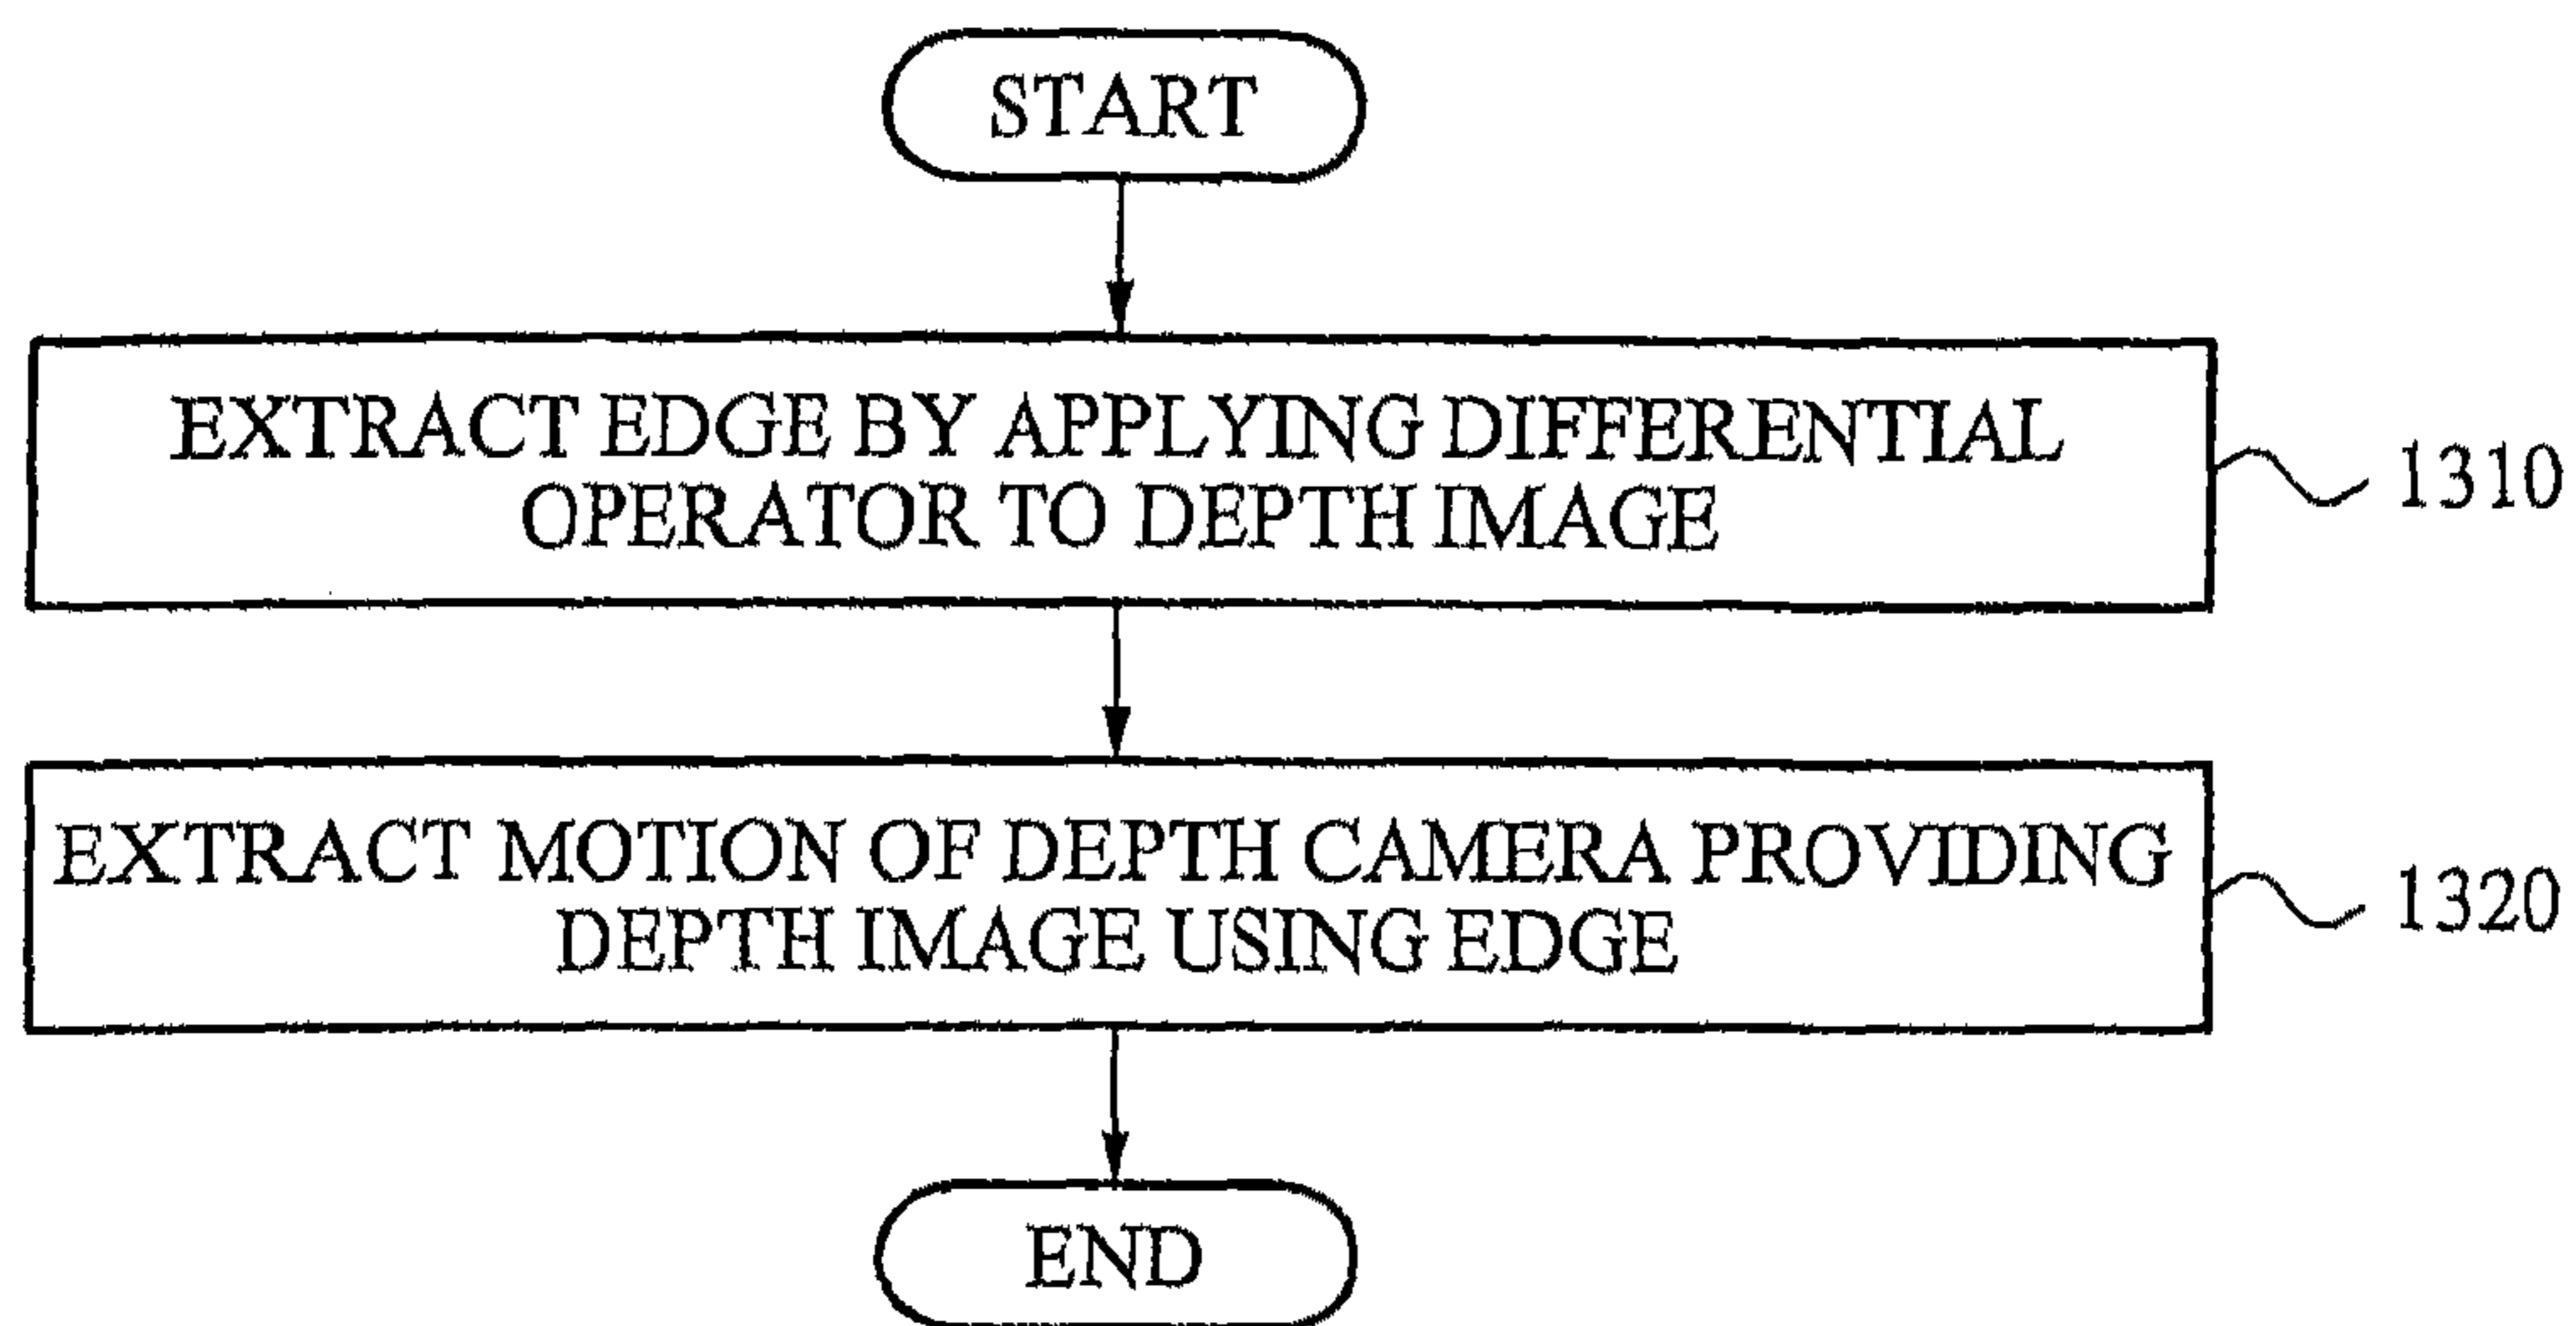 START
EXTRACT EDGE BY APPLYING DIFFERENTIAL
OPERATOR TO DEPTH IMAGE
1310
EXTRACT MOTION OF DEPTH CAMERA PROVIDING
DEPTH IMAGE USING EDGE
1320
END